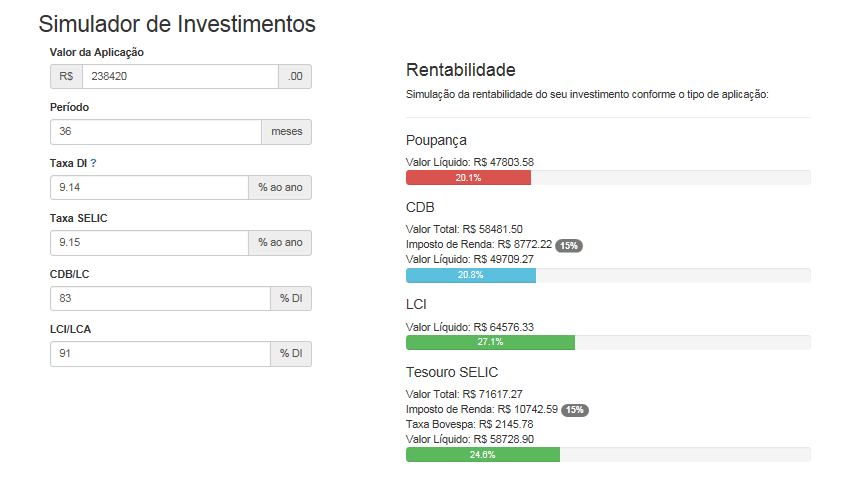 Simulador de Investimentos
Valor da Aplicação
R$ 238420 .00
Período
36 meses
Taxa DI ?
9.14 % ao ano
Taxa SELIC
9.15 % ao ano
CDB/LC
83 % DI
LCI/LCA
91 % DI
Rentabilidade
Simulação da rentabilidade do seu investimento conforme o tipo de aplicação:
Poupança
Valor Líquido: R$ 47803.58
20.1%
CDB
Valor Total: R$ 58481.50
Imposto de Renda: R$ 8772.22 15%
Valor Líquido: R$ 49709.27
20.8%
LCI
Valor Líquido: R$ 64576.33
27.1%
Tesouro SELIC
Valor Total: R$ 71617.27
Imposto de Renda: R$ 10742.59 15%
Taxa Bovespa: R$ 2145.78
Valor Líquido: R$ 58728.90
24.6%